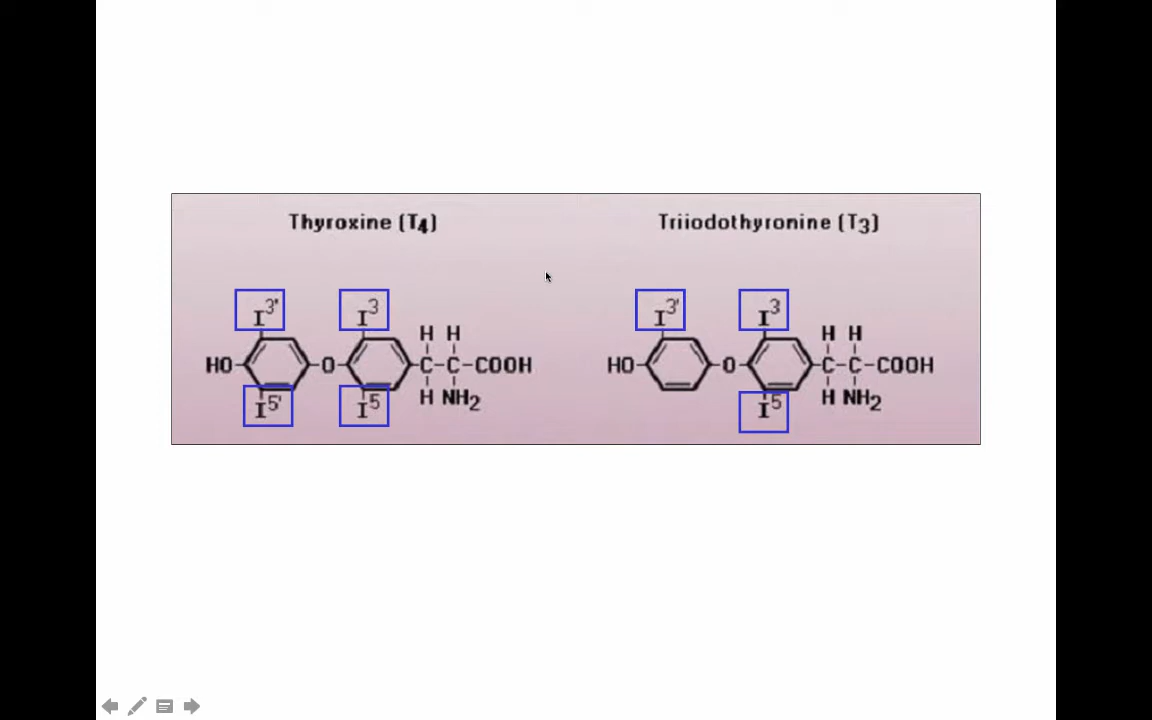 Thyroxine (T4) Triiodothyronine (T3)
I3' I3 I3' I3
H H H H
HO O C-C-COOH HO O C-C-COOH
I5' I5 H NH2 I5 H NH2